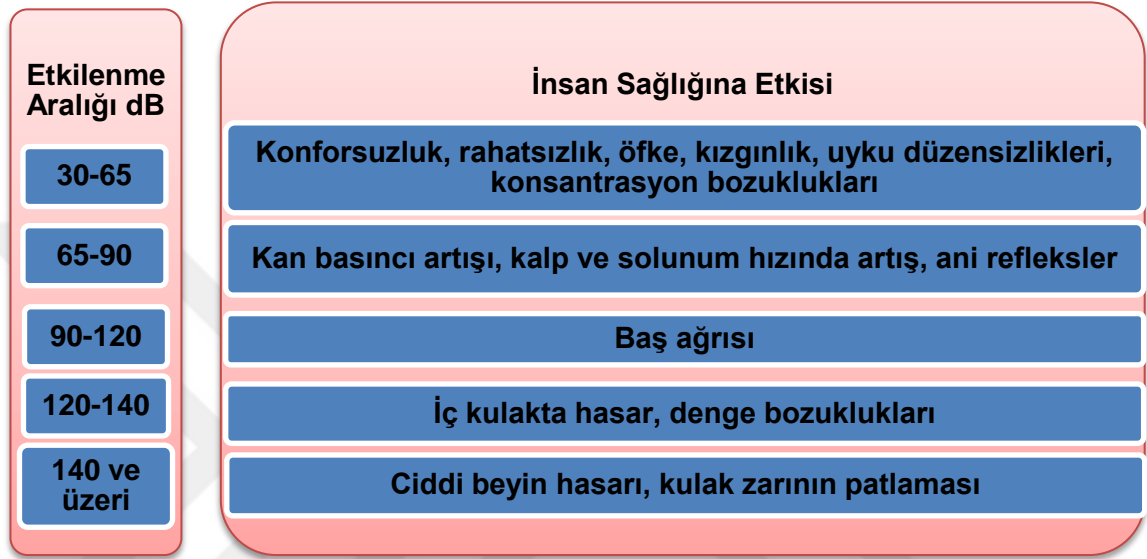 Etkilenme
Aralığı dB
İnsan Sağlığına Etkisi
30-65
Konforsuzluk, rahatsızlık, öfke, kızgınlık, uyku düzensizlikleri,
konsantrasyon bozuklukları
65-90
Kan basıncı artışı, kalp ve solunum hızında artış, ani refleksler
90-120
Baş ağrısı
120-140
İç kulakta hasar, denge bozuklukları
140 ve
üzeri
Ciddi beyin hasarı, kulak zarının patlaması